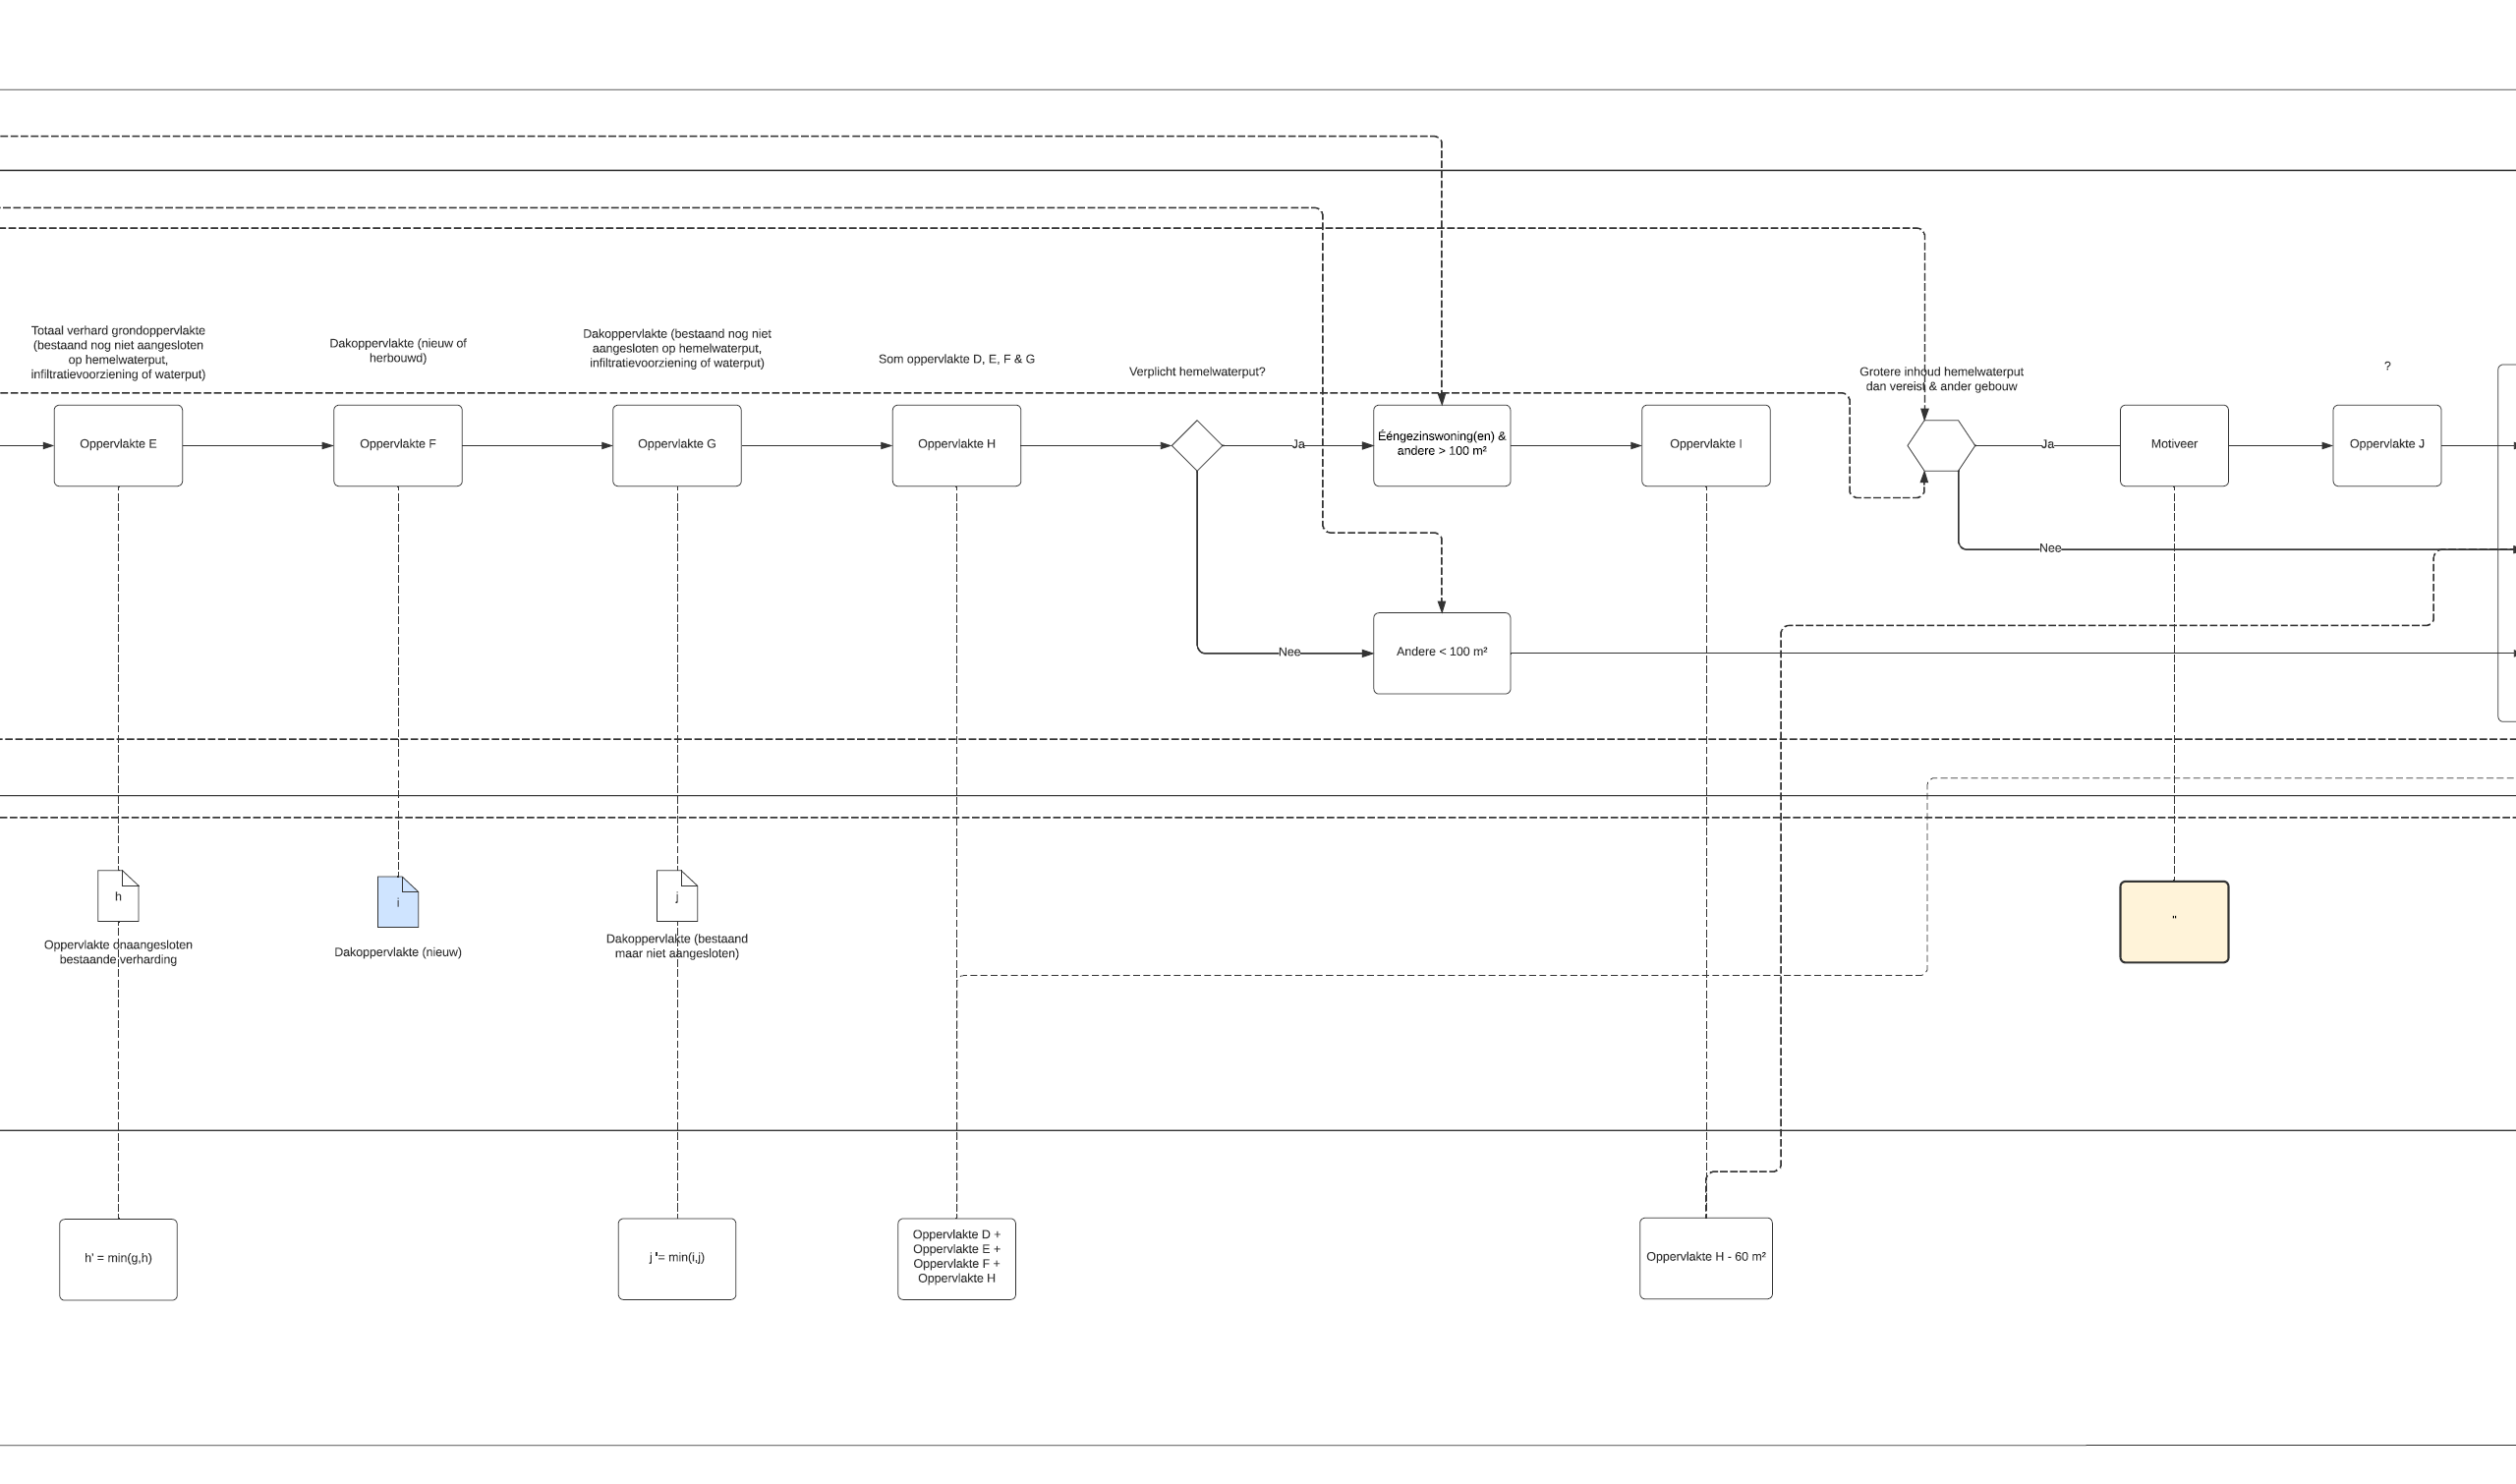 Totaal verhard grondoppervlakte
(bestaand nog niet aangesloten
op hemelwaterput,
infiltratievoorziening of waterput)
Dakoppervlakte (nieuw of
herbouwd)
Dakoppervlakte (bestaand nog niet
aangesloten op hemelwaterput,
infiltratievoorziening of waterput)
Som oppervlakte D, E, F & G
Verplicht hemelwaterput?
Grotere inhoud hemelwaterput
dan vereist & ander gebouw
?
Oppervlakte E
Oppervlakte F
Oppervlakte G
Oppervlakte H
Ja
Ééngezinswoning(en) &
andere > 100 m²
Oppervlakte I
Ja
Motiveer
Oppervlakte J
Nee
Nee
Andere < 100 m²
h
i
j
"
Oppervlakte onaangesloten
bestaande verharding
Dakoppervlakte (nieuw)
Dakoppervlakte (bestaand
maar niet aangesloten)
h' = min(g,h)
j '= min(i,j)
Oppervlakte D +
Oppervlakte E +
Oppervlakte F +
Oppervlakte H
Oppervlakte H - 60 m²